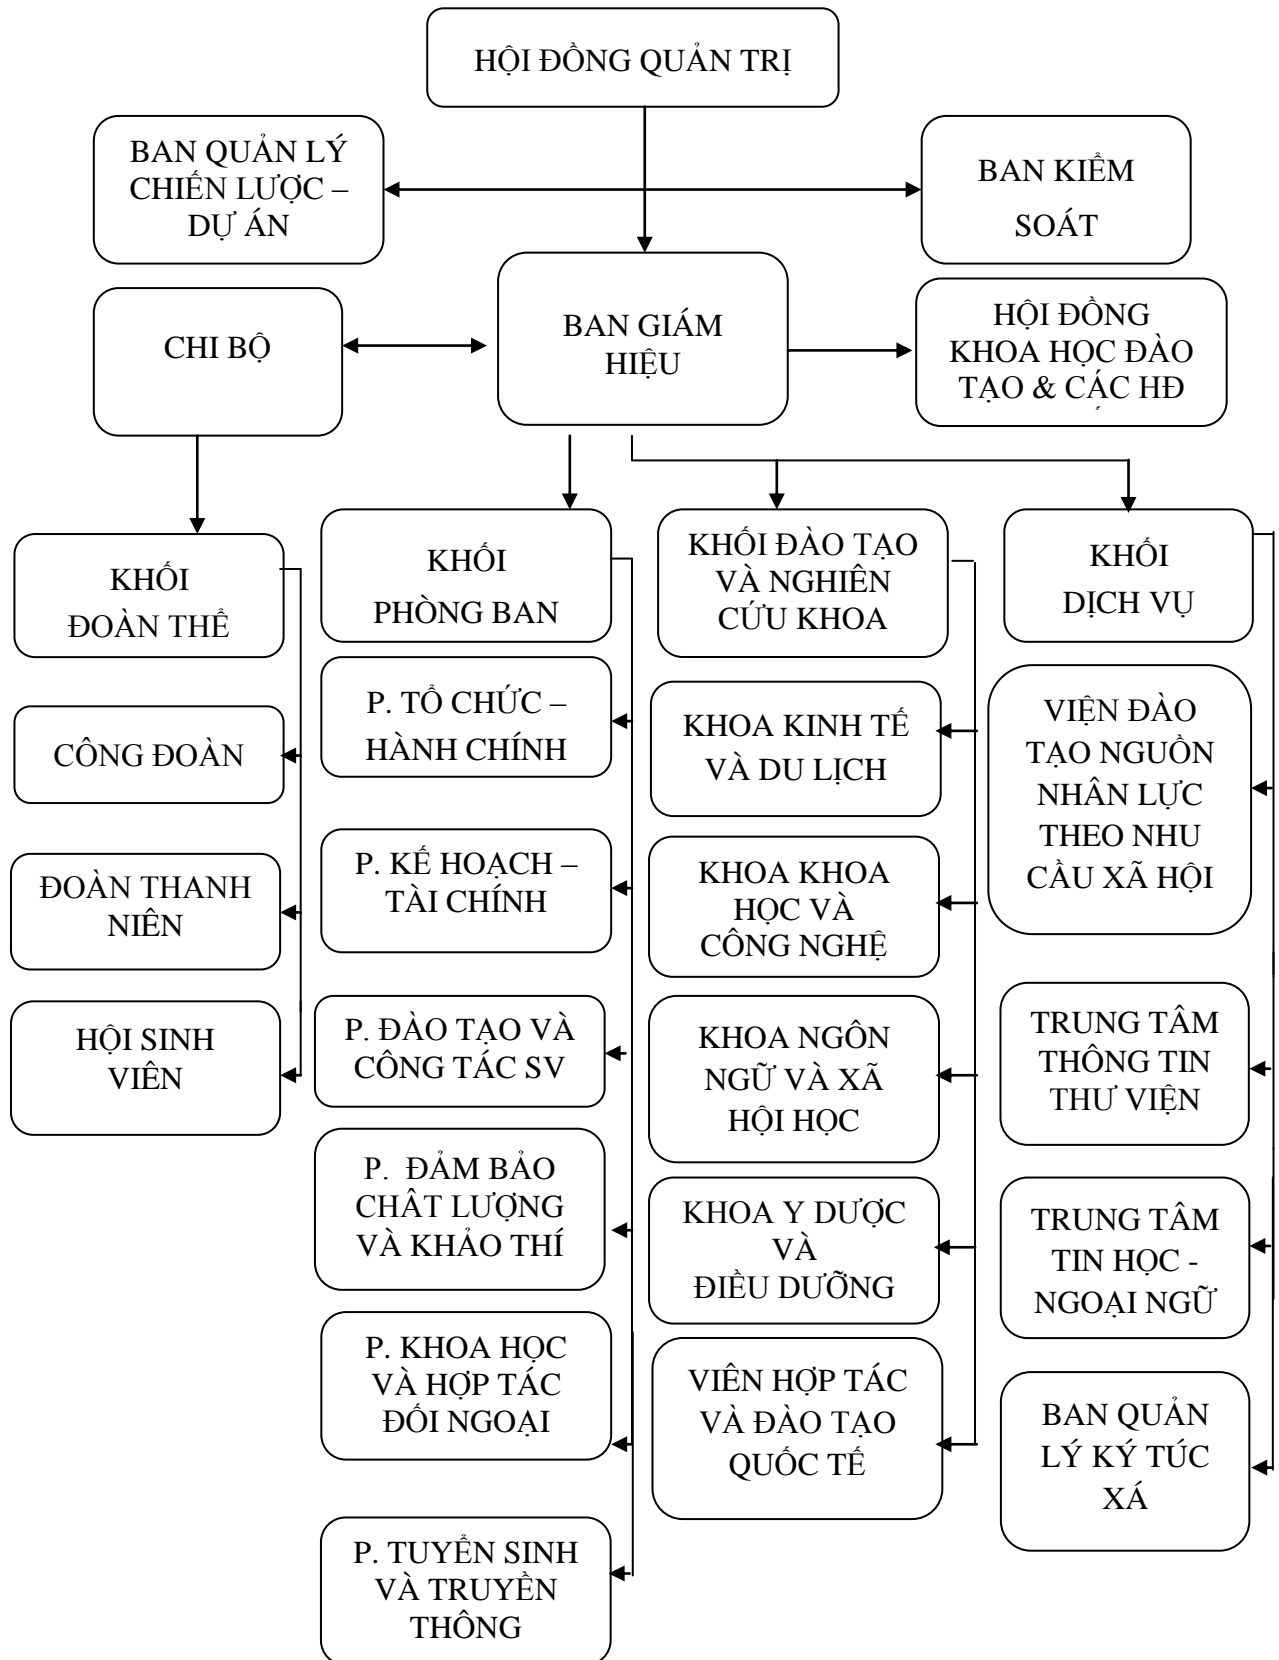 HỘI ĐỒNG QUẢN TRỊ
BAN QUẢN LÝ
CHIẾN LƯỢC –
DỰ ÁN
BAN KIỂM
SOÁT
CHI BỘ
BAN GIÁM
HIỆU
HỘI ĐỒNG
KHOA HỌC ĐÀO
TẠO & CÁC HĐ
KHỐI
ĐOÀN THỂ
CÔNG ĐOÀN
ĐOÀN THANH
NIÊN
HỘI SINH
VIÊN
KHỐI
PHÒNG BAN
P. TỔ CHỨC –
HÀNH CHÍNH
P. KẾ HOẠCH –
TÀI CHÍNH
P. ĐÀO TẠO VÀ
CÔNG TÁC SV
P. ĐẢM BẢO
CHÂT LƯỢNG
VÀ KHẢO THÍ
P. KHOA HỌC
VÀ HỢP TÁC
ĐỐI NGOẠI
P. TUYỂN SINH
VÀ TRUYỀN
THÔNG
KHỐI ĐÀO TẠO
VÀ NGHIÊN
CỨU KHOA
KHOA KINH TẾ
VÀ DU LỊCH
KHOA KHOA
HỌC VÀ
CÔNG NGHỆ
KHOA NGÔN
NGỮ VÀ XÃ
HỘI HỌC
KHOA Y DƯỢC
VÀ
ĐIỀU DƯỠNG
VIÊN HỢP TÁC
VÀ ĐÀO TẠO
QUỐC TẾ
KHỐI
DỊCH VỤ
VIỆN ĐÀO
TẠO NGUỒN
NHÂN LỰC
THEO NHU
CẦU XÃ HỘI
TRUNG TÂM
THÔNG TIN
THƯ VIỆN
TRUNG TÂM
TIN HỌC -
NGOẠI NGỮ
BAN QUẢN
LÝ KÝ TÚC
XÁ